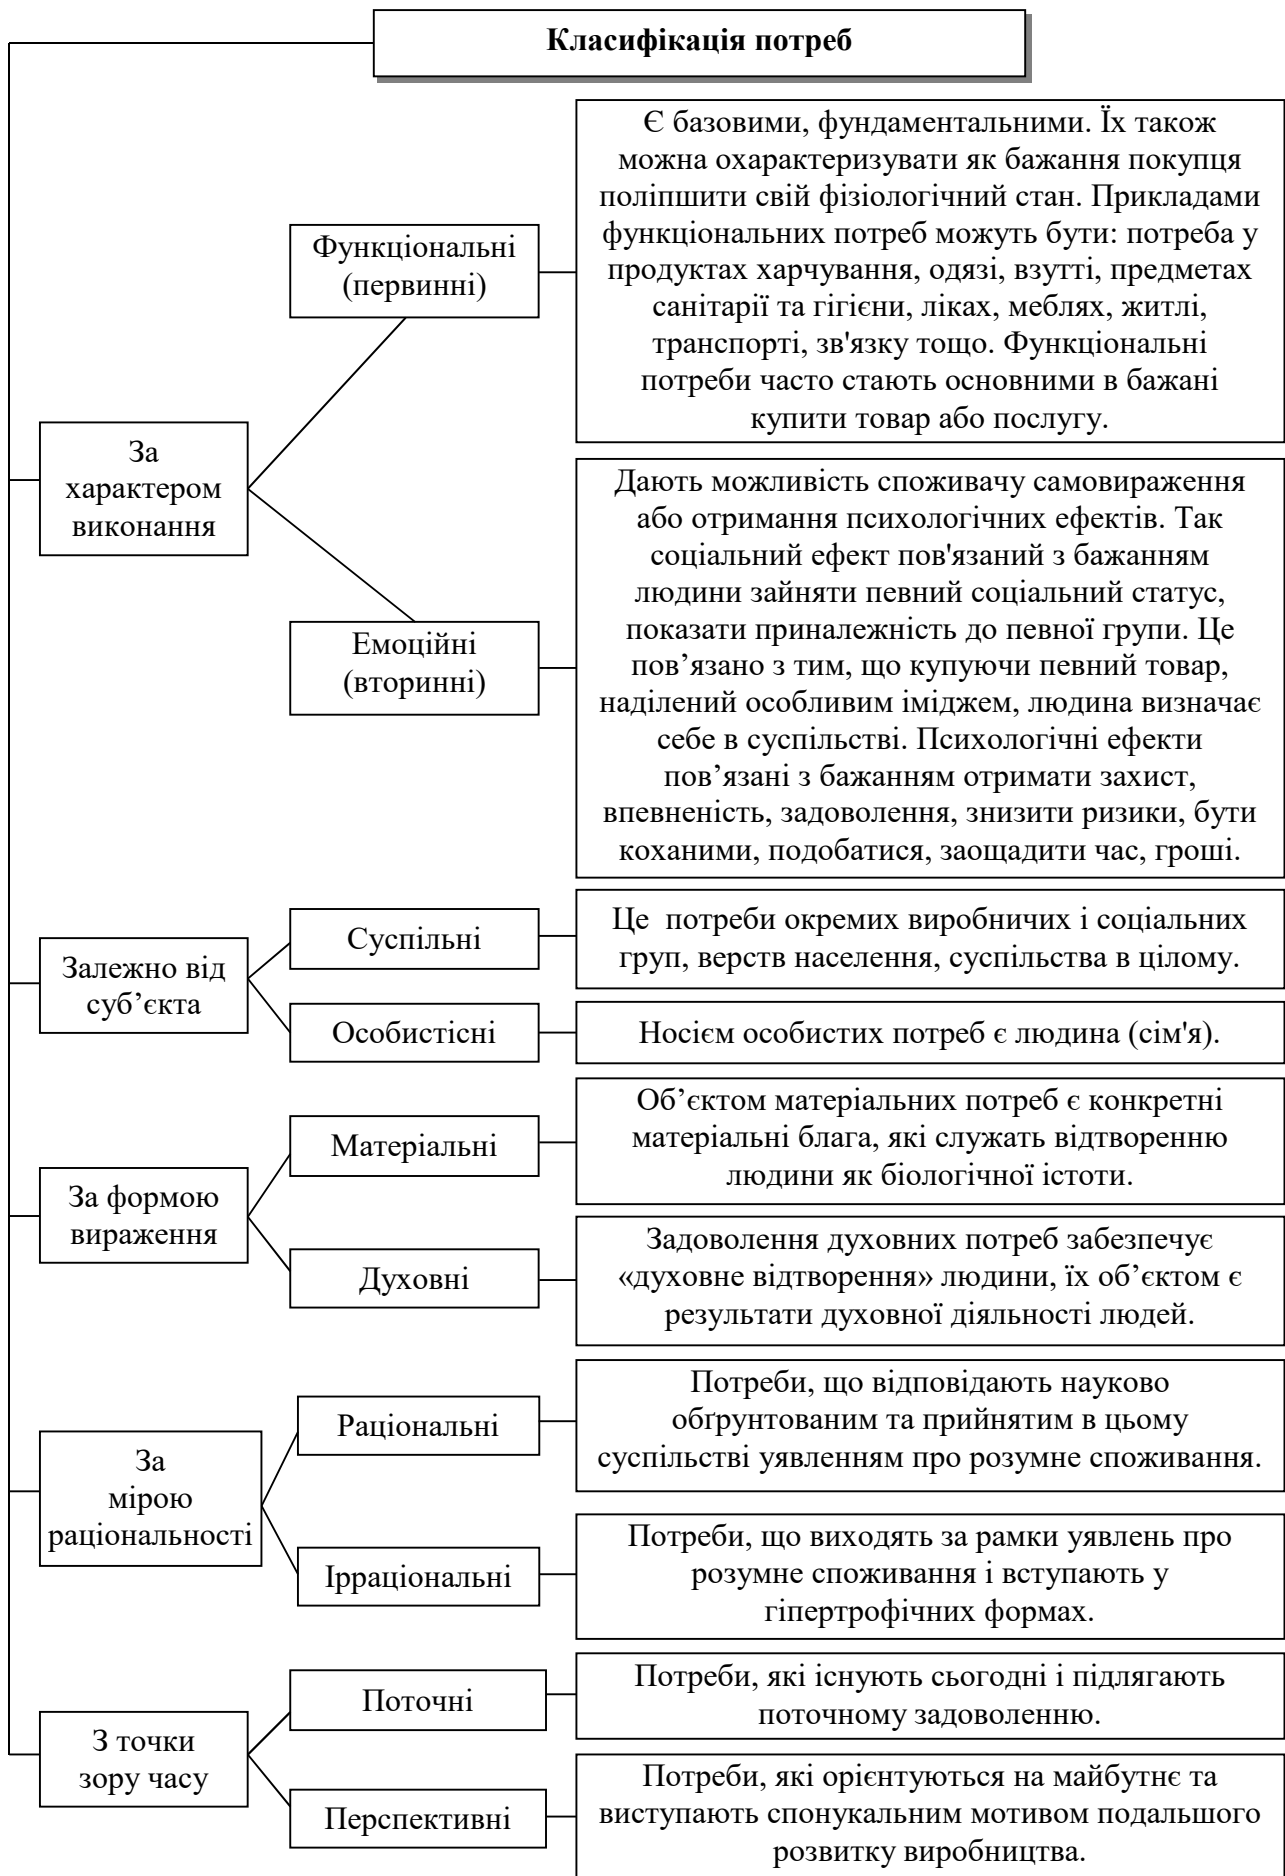 Класифікація потреб
За
характером
виконання
Функціональні
(первинні)
Є базовими, фундаментальними. Їх також
можна охарактеризувати як бажання покупця
поліпшити свій фізіологічний стан. Прикладами
функціональних потреб можуть бути: потреба у
продуктах харчування, одязі, взутті, предметах
санітарії та гігієни, ліках, меблях, житлі,
транспорті, зв'язку тощо. Функціональні
потреби часто стають основними в бажані
купити товар або послугу.
Емоційні
(вторинні)
Дають можливість споживачу самовираження
або отримання психологічних ефектів. Так
соціальний ефект пов'язаний з бажанням
людини зайняти певний соціальний статус,
показати приналежність до певної групи. Це
пов’язано з тим, що купуючи певний товар,
наділений особливим іміджем, людина визначає
себе в суспільстві. Психологічні ефекти
пов’язані з бажанням отримати захист,
впевненість, задоволення, знизити ризики, бути
коханими, подобатися, заощадити час, гроші.
Залежно від
суб’єкта
Суспільні
Це  потреби окремих виробничих і соціальних
груп, верств населення, суспільства в цілому.
Особистісні
Носієм особистих потреб є людина (сім'я).
За формою
вираження
Матеріальні
Об’єктом матеріальних потреб є конкретні
матеріальні блага, які служать відтворенню
людини як біологічної істоти.
Духовні
Задоволення духовних потреб забезпечує
«духовне відтворення» людини, їх об’єктом є
результати духовної діяльності людей.
За
мірою
раціональності
Раціональні
Потреби, що відповідають науково
обґрунтованим та прийнятим в цьому
суспільстві уявленням про розумне споживання.
Ірраціональні
Потреби, що виходять за рамки уявлень про
розумне споживання і вступають у
гіпертрофічних формах.
З точки
зору часу
Поточні
Потреби, які існують сьогодні і підлягають
поточному задоволенню.
Перспективні
Потреби, які орієнтуються на майбутнє та
виступають спонукальним мотивом подальшого
розвитку виробництва.